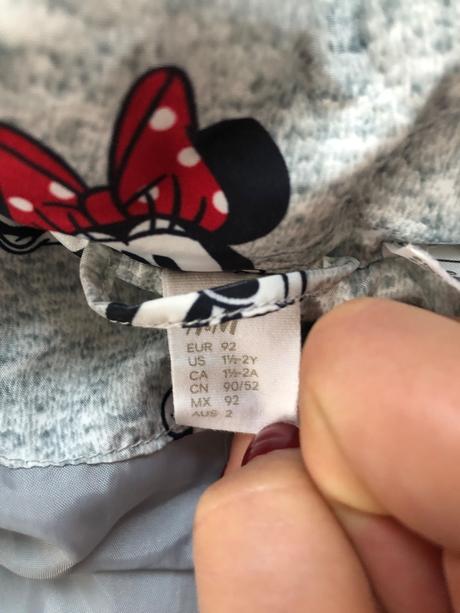 H&M
EUR 92
US 1½-2Y
CA 1½-2A
CN 90/52
MX 92
AUS 2